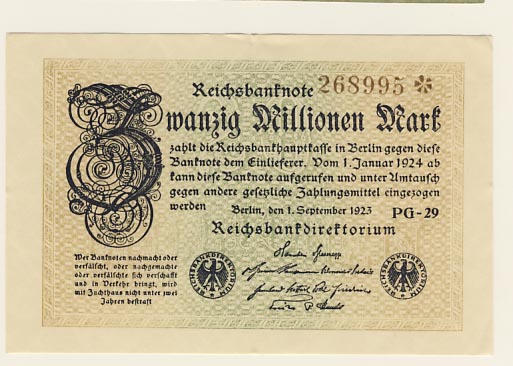 Reichsbanknote 268995 *
Zwanzig Millionen Mark
zahlt die Reichsbankhauptkasse in Berlin gegen diese
Banknote dem Einlieferer. Vom 1. Januar 1924 ab
kann diese Banknote aufgerufen und unter Umtausch
gegen andere gesetzliche Zahlungsmittel eingezogen
werden
Berlin, den 1. September 1923 PG-29
Reichsbankdirektorium
Wer Banknoten nachmacht oder
verfälscht, oder nachgemachte
oder verfälschte sich verschafft
und in Verkehr bringt, wird
mit Zuchthaus nicht unter zwei
Jahren bestraft
REICHSBANKDIREKTORIUM
REICHSBANKDIREKTORIUM